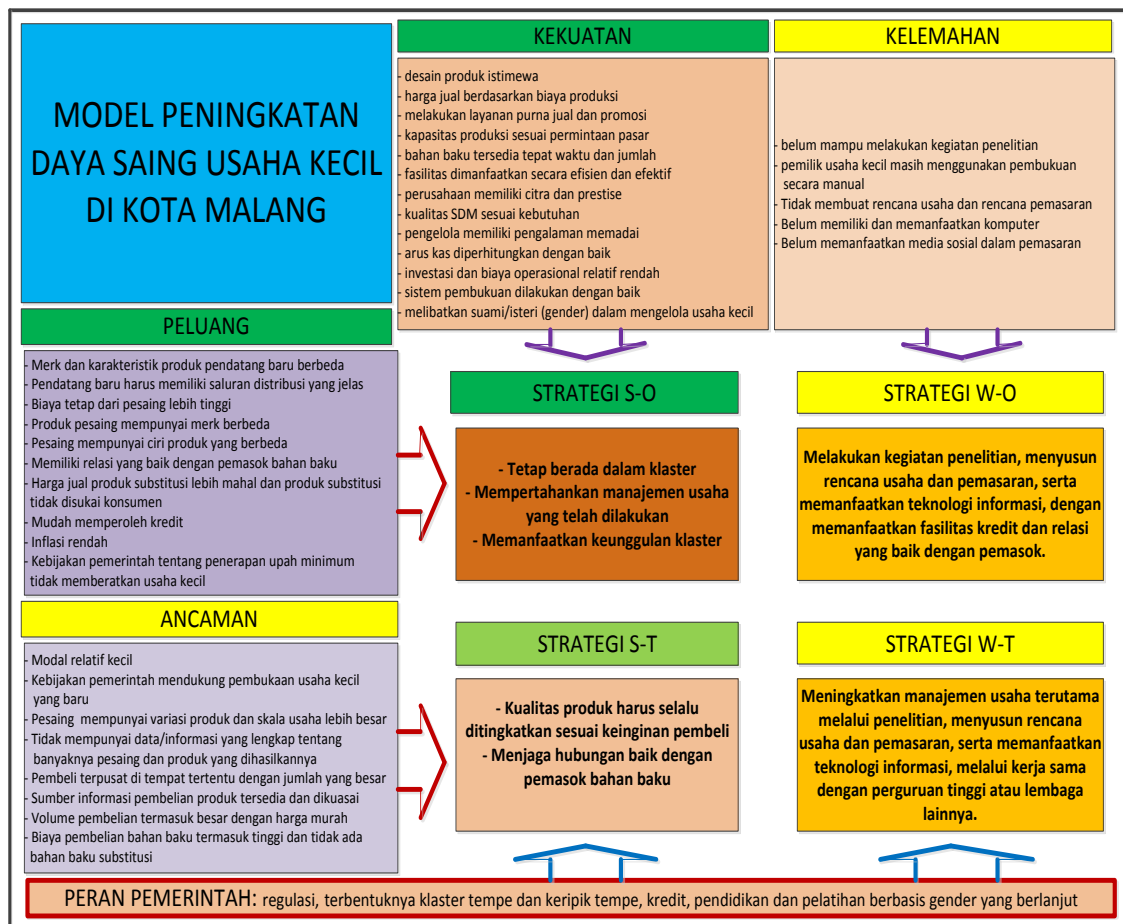 MODEL PENINGKATAN
DAYA SAING USAHA KECIL
DI KOTA MALANG
KEKUATAN
- desain produk istimewa
- harga jual berdasarkan biaya produksi
- melakukan layanan purna jual dan promosi
- kapasitas produksi sesuai permintaan pasar
- bahan baku tersedia tepat waktu dan jumlah
- fasilitas dimanfaatkan secara efisien dan efektif
- perusahaan memiliki citra dan prestise
- kualitas SDM sesuai kebutuhan
- pengelola memiliki pengalaman memadai
- arus kas diperhitungkan dengan baik
- investasi dan biaya operasional relatif rendah
- sistem pembukuan dilakukan dengan baik
- melibatkan suami/isteri (gender) dalam mengelola usaha kecil
KELEMAHAN
- belum mampu melakukan kegiatan penelitian
- pemilik usaha kecil masih menggunakan pembukuan
secara manual
- Tidak membuat rencana usaha dan rencana pemasaran
- Belum memiliki dan memanfaatkan komputer
- Belum memanfaatkan media sosial dalam pemasaran
PELUANG
- Merk dan karakteristik produk pendatang baru berbeda
- Pendatang baru harus memiliki saluran distribusi yang jelas
- Biaya tetap dari pesaing lebih tinggi
- Produk pesaing mempunyai merk berbeda
- Pesaing mempunyai ciri produk yang berbeda
- Memiliki relasi yang baik dengan pemasok bahan baku
- Harga jual produk substitusi lebih mahal dan produk substitusi
tidak disukai konsumen
- Mudah memperoleh kredit
- Inflasi rendah
- Kebijakan pemerintah tentang penerapan upah minimum
tidak memberatkan usaha kecil
STRATEGI S-O
- Tetap berada dalam klaster
- Mempertahankan manajemen usaha
yang telah dilakukan
- Memanfaatkan keunggulan klaster
STRATEGI W-O
Melakukan kegiatan penelitian, menyusun
rencana usaha dan pemasaran, serta
memanfaatkan teknologi informasi, dengan
memanfaatkan fasilitas kredit dan relasi
yang baik dengan pemasok.
ANCAMAN
- Modal relatif kecil
- Kebijakan pemerintah mendukung pembukaan usaha kecil
yang baru
- Pesaing mempunyai variasi produk dan skala usaha lebih besar
- Tidak mempunyai data/informasi yang lengkap tentang
banyaknya pesaing dan produk yang dihasilkannya
- Pembeli terpusat di tempat tertentu dengan jumlah yang besar
- Sumber informasi pembelian produk tersedia dan dikuasai
- Volume pembelian termasuk besar dengan harga murah
- Biaya pembelian bahan baku termasuk tinggi dan tidak ada
bahan baku substitusi
STRATEGI S-T
- Kualitas produk harus selalu
ditingkatkan sesuai keinginan pembeli
- Menjaga hubungan baik dengan
pemasok bahan baku
STRATEGI W-T
Meningkatkan manajemen usaha terutama
melalui penelitian, menyusun rencana
usaha dan pemasaran, serta memanfaatkan
teknologi informasi, melalui kerja sama
dengan perguruan tinggi atau lembaga
lainnya.
PERAN PEMERINTAH: regulasi, terbentuknya klaster tempe dan keripik tempe, kredit, pendidikan dan pelatihan berbasis gender yang berlanjut